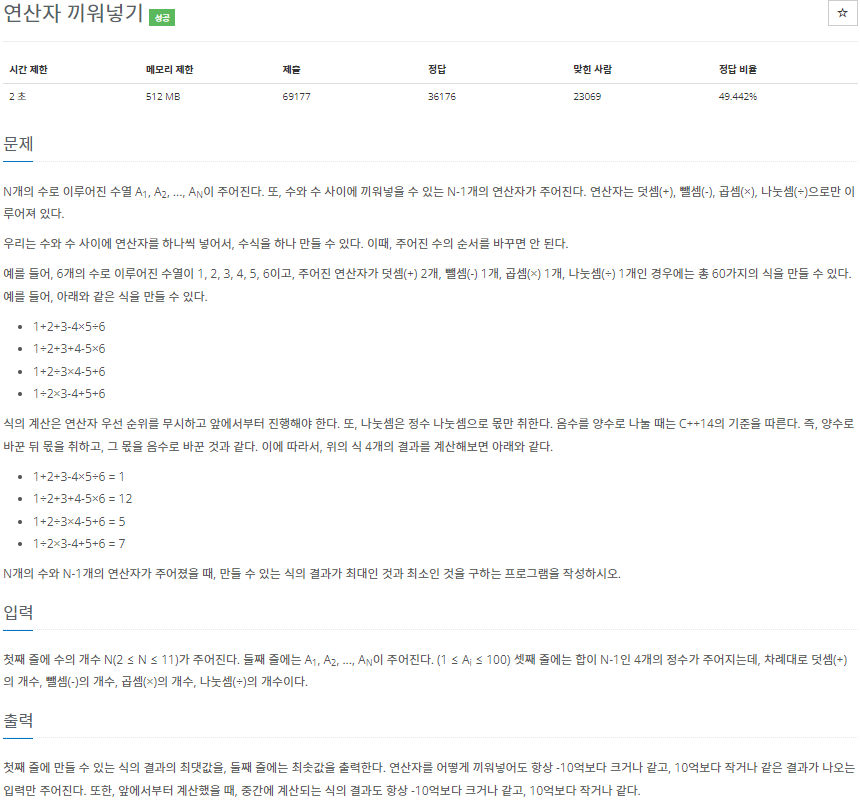 연산자 끼워넣기 성공
☆
시간 제한 메모리 제한 제출 정답 맞힌 사람 정답 비율
2 초 512 MB 69177 36176 23069 49.442%
문제
N개의 수로 이루어진 수열 A1, A2, ..., AN이 주어진다. 또, 수와 수 사이에 끼워넣을 수 있는 N-1개의 연산자가 주어진다. 연산자는 덧셈(+), 뺄셈(-), 곱셈(×), 나눗셈(÷)으로만 이
루어져 있다.
우리는 수와 수 사이에 연산자를 하나씩 넣어서, 수식을 하나 만들 수 있다. 이때, 주어진 수의 순서를 바꾸면 안 된다.
예를 들어, 6개의 수로 이루어진 수열이 1, 2, 3, 4, 5, 6이고, 주어진 연산자가 덧셈(+) 2개, 뺄셈(-) 1개, 곱셈(×) 1개, 나눗셈(÷) 1개인 경우에는 총 60가지의 식을 만들 수 있다.
예를 들어, 아래와 같은 식을 만들 수 있다.
• 1+2+3-4×5÷6
• 1÷2+3+4-5×6
• 1+2÷3×4-5+6
• 1÷2×3-4+5+6
식의 계산은 연산자 우선 순위를 무시하고 앞에서부터 진행해야 한다. 또, 나눗셈은 정수 나눗셈으로 몫만 취한다. 음수를 양수로 나눌 때는 C++14의 기준을 따른다. 즉, 양수로
바꾼 뒤 몫을 취하고, 그 몫을 음수로 바꾼 것과 같다. 이에 따라서, 위의 식 4개의 결과를 계산해보면 아래와 같다.
• 1+2+3-4×5÷6 = 1
• 1÷2+3+4-5×6 = 12
• 1+2÷3×4-5+6 = 5
• 1÷2×3-4+5+6 = 7
N개의 수와 N-1개의 연산자가 주어졌을 때, 만들 수 있는 식의 결과가 최대인 것과 최소인 것을 구하는 프로그램을 작성하시오.
입력
첫째 줄에 수의 개수 N(2 ≤ N ≤ 11)가 주어진다. 둘째 줄에는 A1, A2, ..., AN이 주어진다. (1 ≤ Ai ≤ 100) 셋째 줄에는 합이 N-1인 4개의 정수가 주어지는데, 차례대로 덧셈(+)
의 개수, 뺄셈(-)의 개수, 곱셈(×)의 개수, 나눗셈(÷)의 개수이다.
출력
첫째 줄에 만들 수 있는 식의 결과의 최댓값을, 둘째 줄에는 최솟값을 출력한다. 연산자를 어떻게 끼워넣어도 항상 -10억보다 크거나 같고, 10억보다 작거나 같은 결과가 나오는
입력만 주어진다. 또한, 앞에서부터 계산했을 때, 중간에 계산되는 식의 결과도 항상 -10억보다 크거나 같고, 10억보다 작거나 같다.